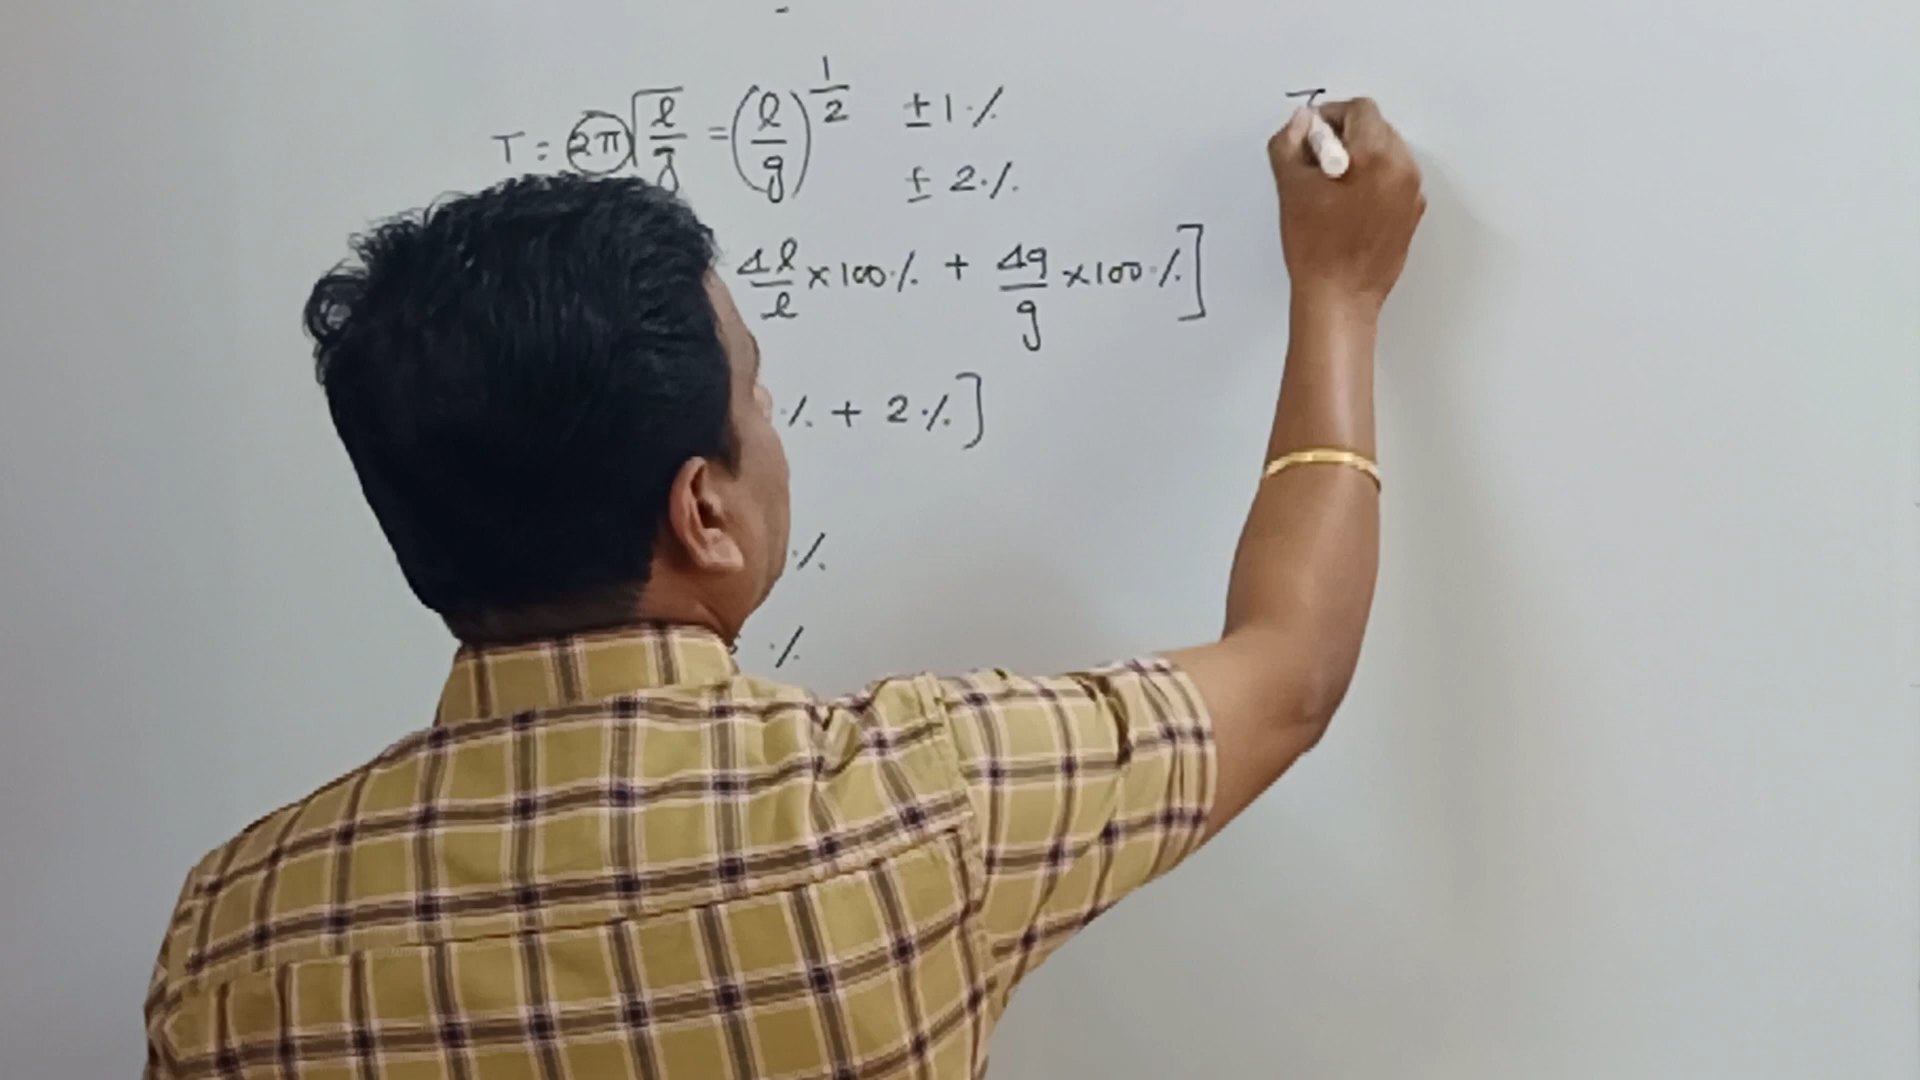 T = 2π√(l/g) = (l/g)^1/2 ± 1 %
± 2 %
Δl/l × 100 % + Δg/g × 100 % ]
% + 2 % ]
%
%
T